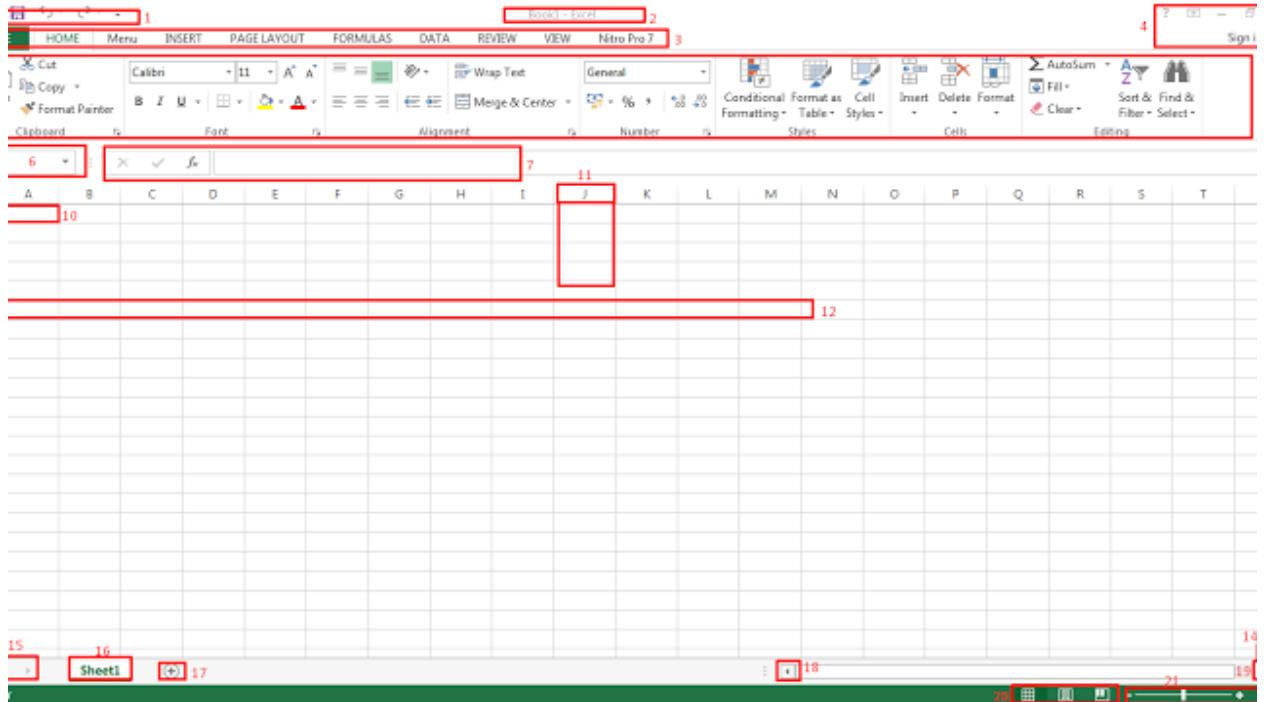 1 Book1 - Excel 2 4 ?
HOME Menu INSERT PAGE LAYOUT FORMULAS DATA REVIEW VIEW Nitro Pro 7 3 Sign i
Cut Calibri 11 A A Wrap Text General AutoSum
Copy Fill
Format Painter B I U A Merge & Center % , Conditional Formatting Format as Table Cell Styles Insert Delete Format Clear Sort & Filter Find & Select
Clipboard Font Alignment Number Styles Cells Editing
6 fx 7
11
A B C D E F G H I J K L M N O P Q R S T
10
12
15 16 14
Sheet1 17 18 19
20 21